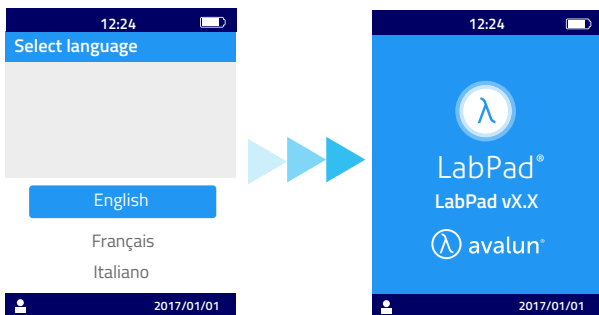 12:24
Select language
English
Français
Italiano
2017/01/01
12:24
λ
LabPad®
LabPad vX.X
λ avalun®
2017/01/01